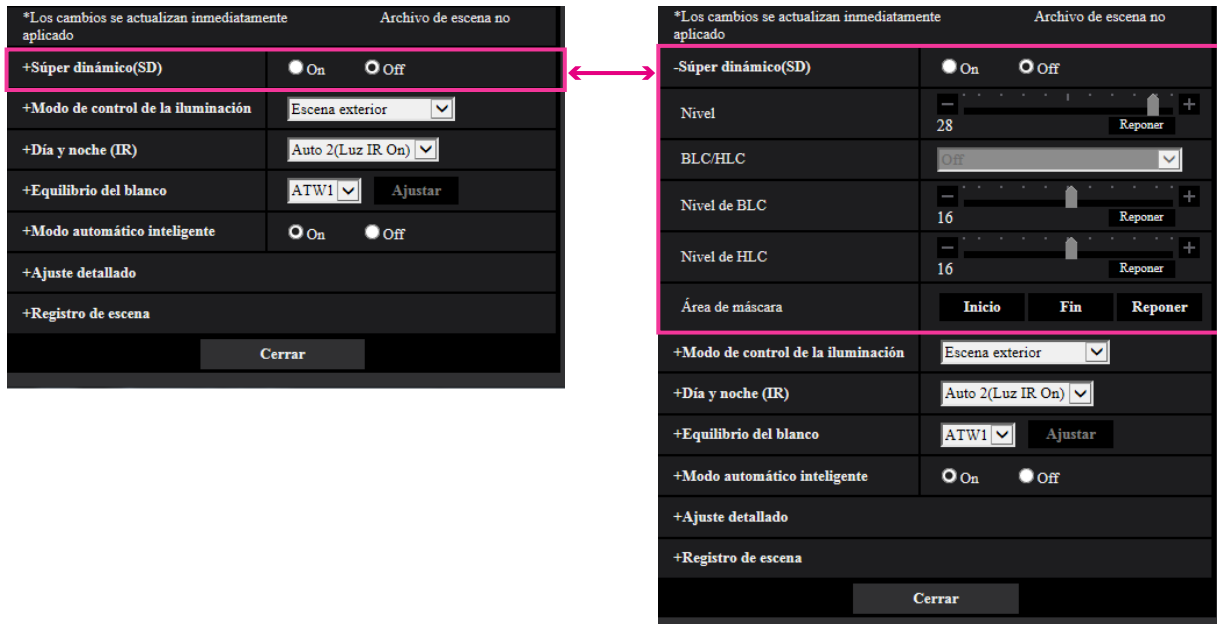 *Los cambios se actualizan inmediatamente Archivo de escena no
aplicado
+Súper dinámico(SD) On Off
+Modo de control de la iluminación Escena exterior
+Día y noche (IR) Auto 2(Luz IR On)
+Equilibrio del blanco ATW1 Ajustar
+Modo automático inteligente On Off
+Ajuste detallado
+Registro de escena
Cerrar
*Los cambios se actualizan inmediatamente Archivo de escena no
aplicado
-Súper dinámico(SD) On Off
Nivel - +
28 Reponer
BLC/HLC Off
Nivel de BLC - +
16 Reponer
Nivel de HLC - +
16 Reponer
Área de máscara Inicio Fin Reponer
+Modo de control de la iluminación Escena exterior
+Día y noche (IR) Auto 2(Luz IR On)
+Equilibrio del blanco ATW1 Ajustar
+Modo automático inteligente On Off
+Ajuste detallado
+Registro de escena
Cerrar